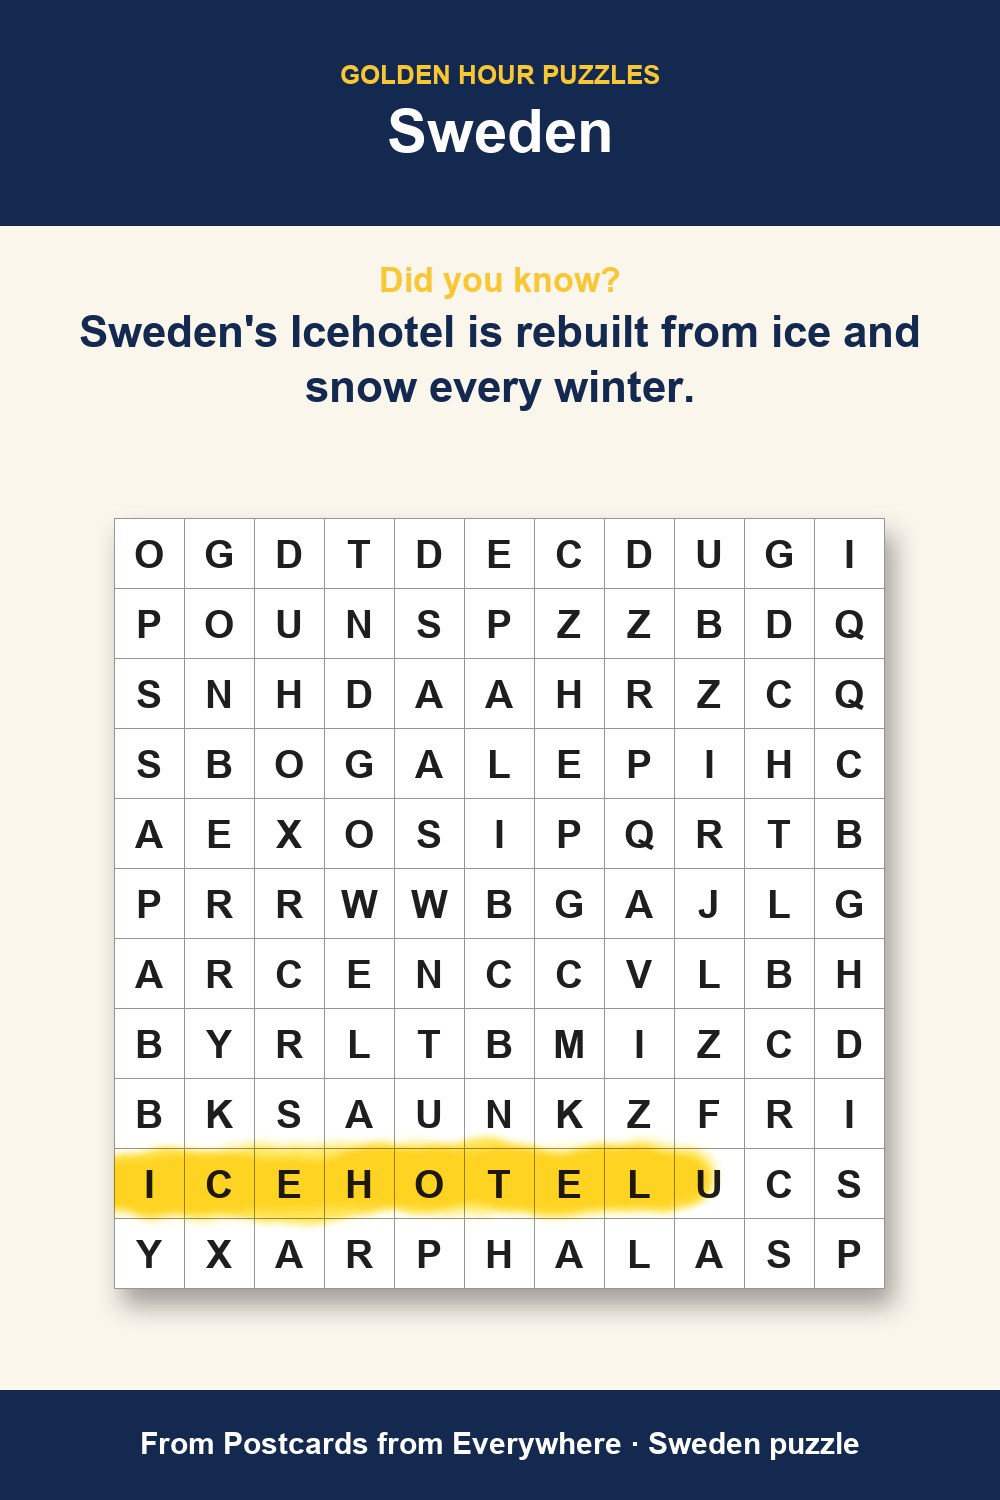 GOLDEN HOUR PUZZLES
Sweden
Did you know?
Sweden's Icehotel is rebuilt from ice and
snow every winter.
O G D T D E C D U G I
P O U N S P Z Z B D Q
S N H D A A H R Z C Q
S B O G A L E P I H C
A E X O S I P Q R T B
P R R W W B G A J L G
A R C E N C C V L B H
B Y R L T B M I Z C D
B K S A U N K Z F R I
I C E H O T E L U C S
Y X A R P H A L A S P
From Postcards from Everywhere · Sweden puzzle